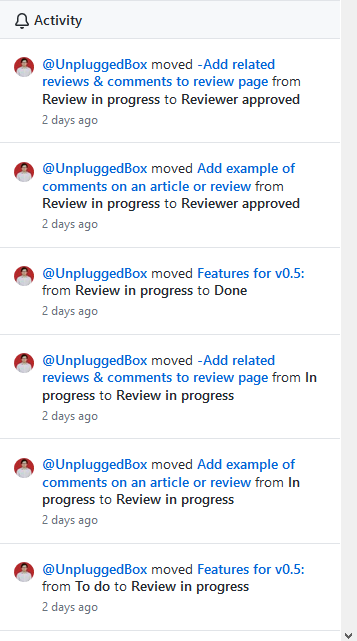 Activity
@UnpluggedBox moved -Add related
reviews & comments to review page from
Review in progress to Reviewer approved
2 days ago
@UnpluggedBox moved Add example of
comments on an article or review from
Review in progress to Reviewer approved
2 days ago
@UnpluggedBox moved Features for v0.5:
from Review in progress to Done
2 days ago
@UnpluggedBox moved -Add related
reviews & comments to review page from In
progress to Review in progress
2 days ago
@UnpluggedBox moved Add example of
comments on an article or review from In
progress to Review in progress
2 days ago
@UnpluggedBox moved Features for v0.5:
from To do to Review in progress
2 days ago